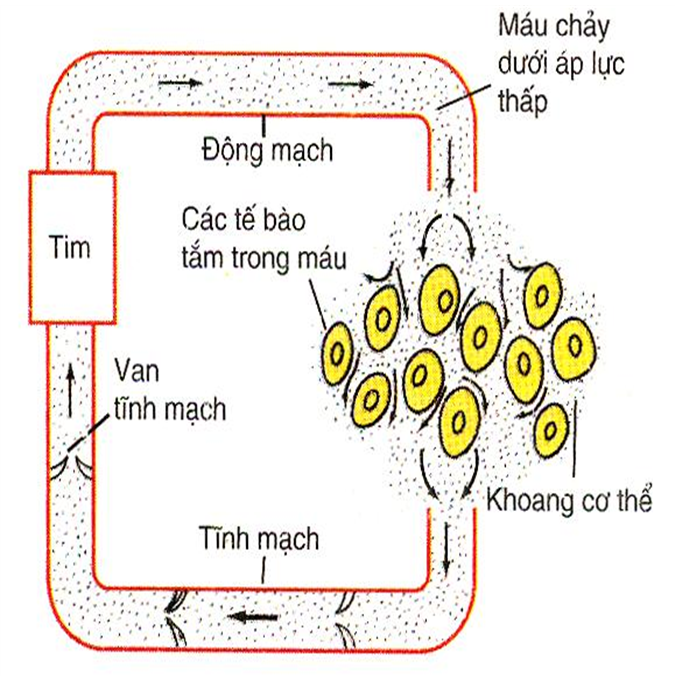 Máu chảy
dưới áp lực
thấp
Động mạch
Các tế bào
tắm trong máu
Tim
Van
tĩnh mạch
Khoang cơ thể
Tĩnh mạch